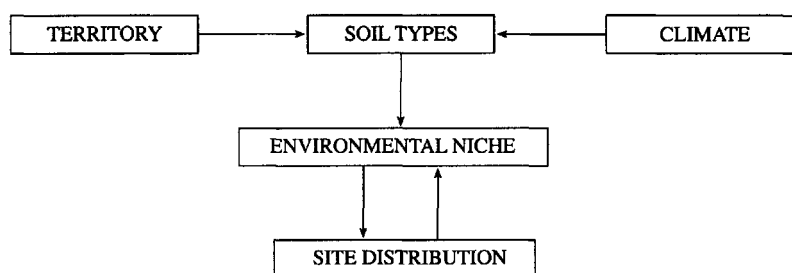 TERRITORY
SOIL TYPES
CLIMATE
ENVIRONMENTAL NICHE
SITE DISTRIBUTION